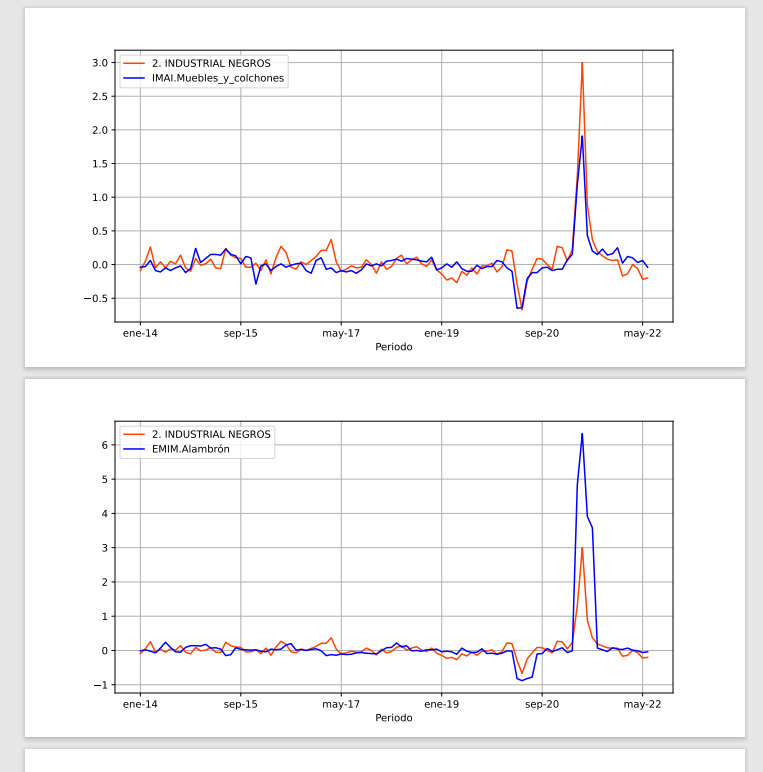 2. INDUSTRIAL NEGROS
IMAI.Muebles_y_colchones
3.0
2.5
2.0
1.5
1.0
0.5
0.0
−0.5
ene-14 sep-15 may-17 ene-19 sep-20 may-22
Periodo
2. INDUSTRIAL NEGROS
EMIM.Alambrón
6
5
4
3
2
1
0
−1
ene-14 sep-15 may-17 ene-19 sep-20 may-22
Periodo